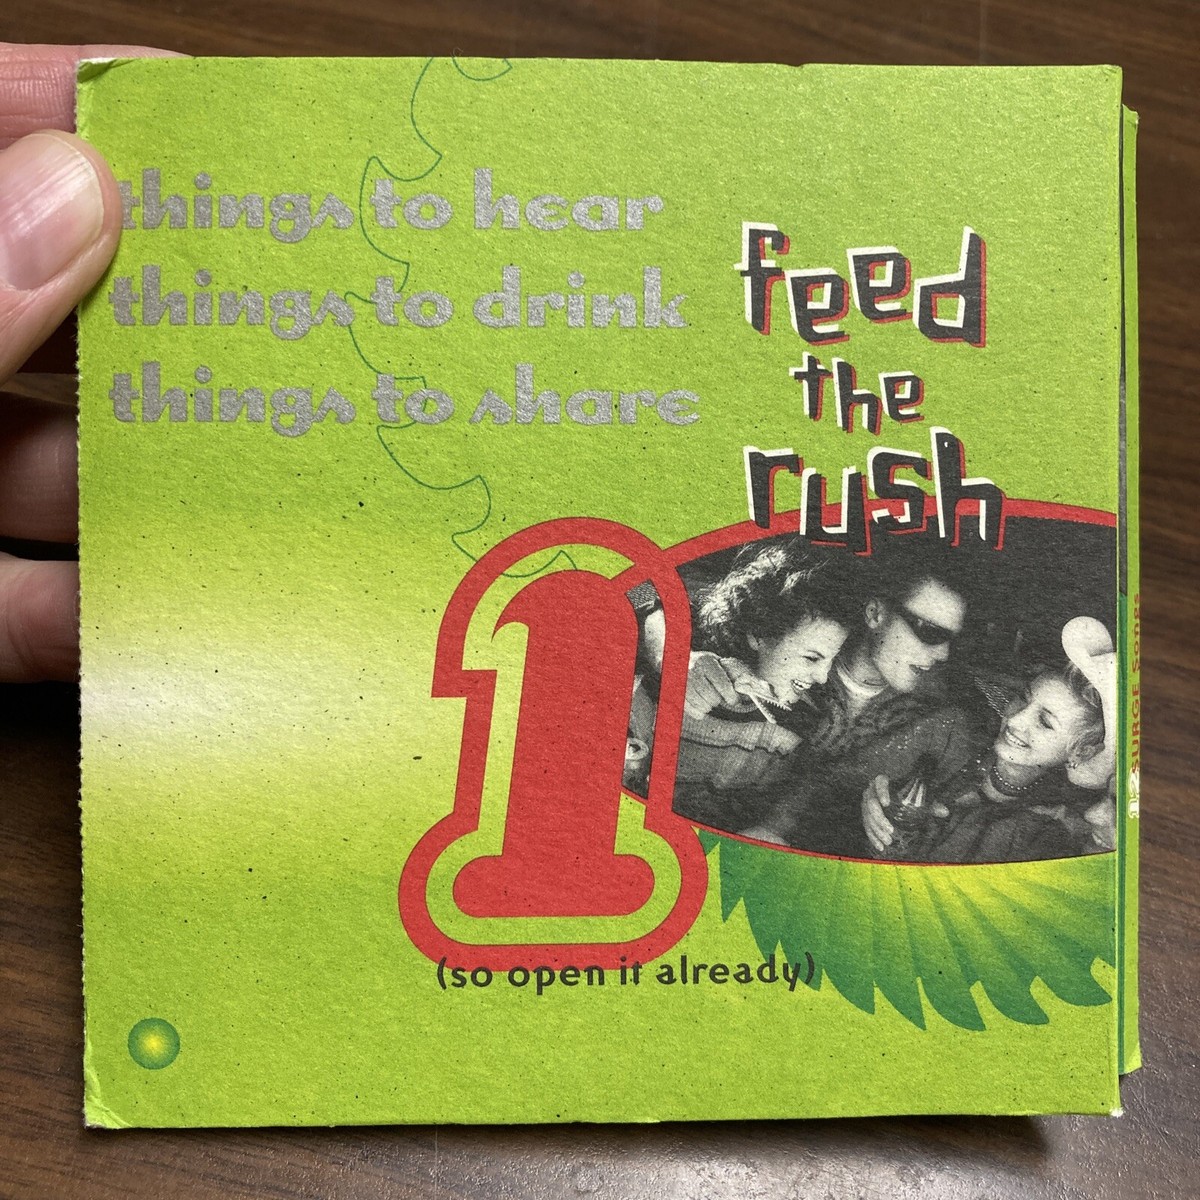 things to hear
things to drink
things to share
feed
the
rush
1
(so open it already)
12 SURGE Songs